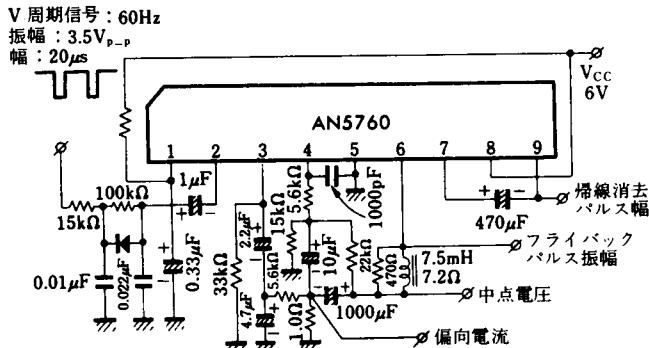 V 周期信号：60Hz
振幅：3.5Vp-p
幅：20μs
VCC
6V
AN5760
1 2 3 4 5 6 7 8 9
1μF
100kΩ
15kΩ
0.01μF
0.022μF
0.33μF
33kΩ
2.2μF
15kΩ
5.6kΩ
4.7μF
5.6kΩ
1000pF
10μF
1.0Ω
22kΩ
470Ω
1000μF
7.5mH
7.2Ω
470μF
帰線消去
パルス幅
フライバック
パルス振幅
中点電圧
偏向電流